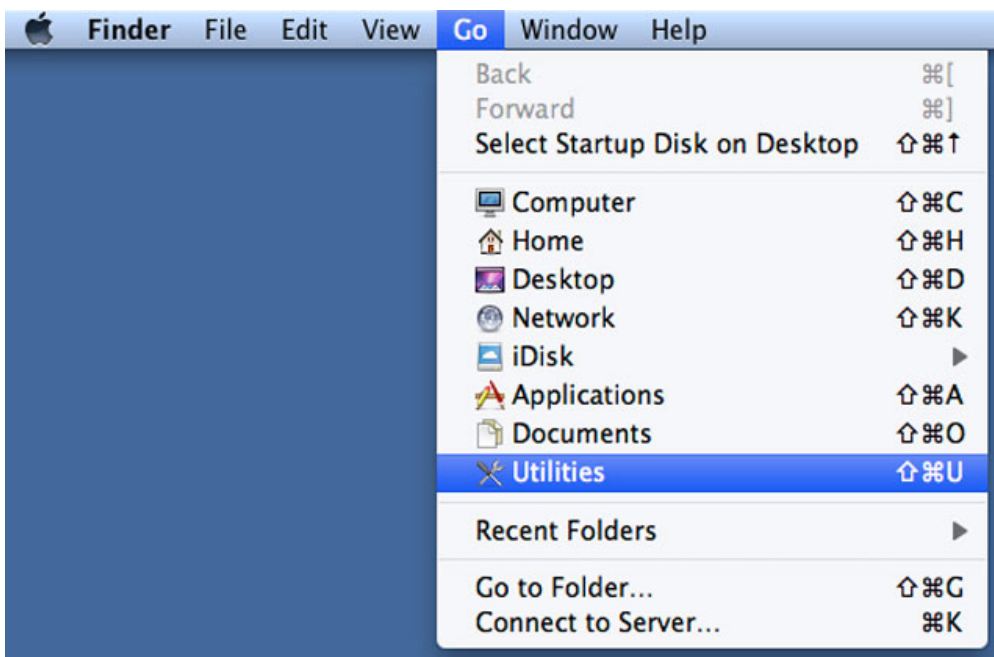 Finder File Edit View Go Window Help
Back ⌘[
Forward ⌘]
Select Startup Disk on Desktop ⇧⌘↑
Computer ⇧⌘C
Home ⇧⌘H
Desktop ⇧⌘D
Network ⇧⌘K
iDisk ▶
Applications ⇧⌘A
Documents ⇧⌘O
Utilities ⇧⌘U
Recent Folders ▶
Go to Folder... ⇧⌘G
Connect to Server... ⌘K